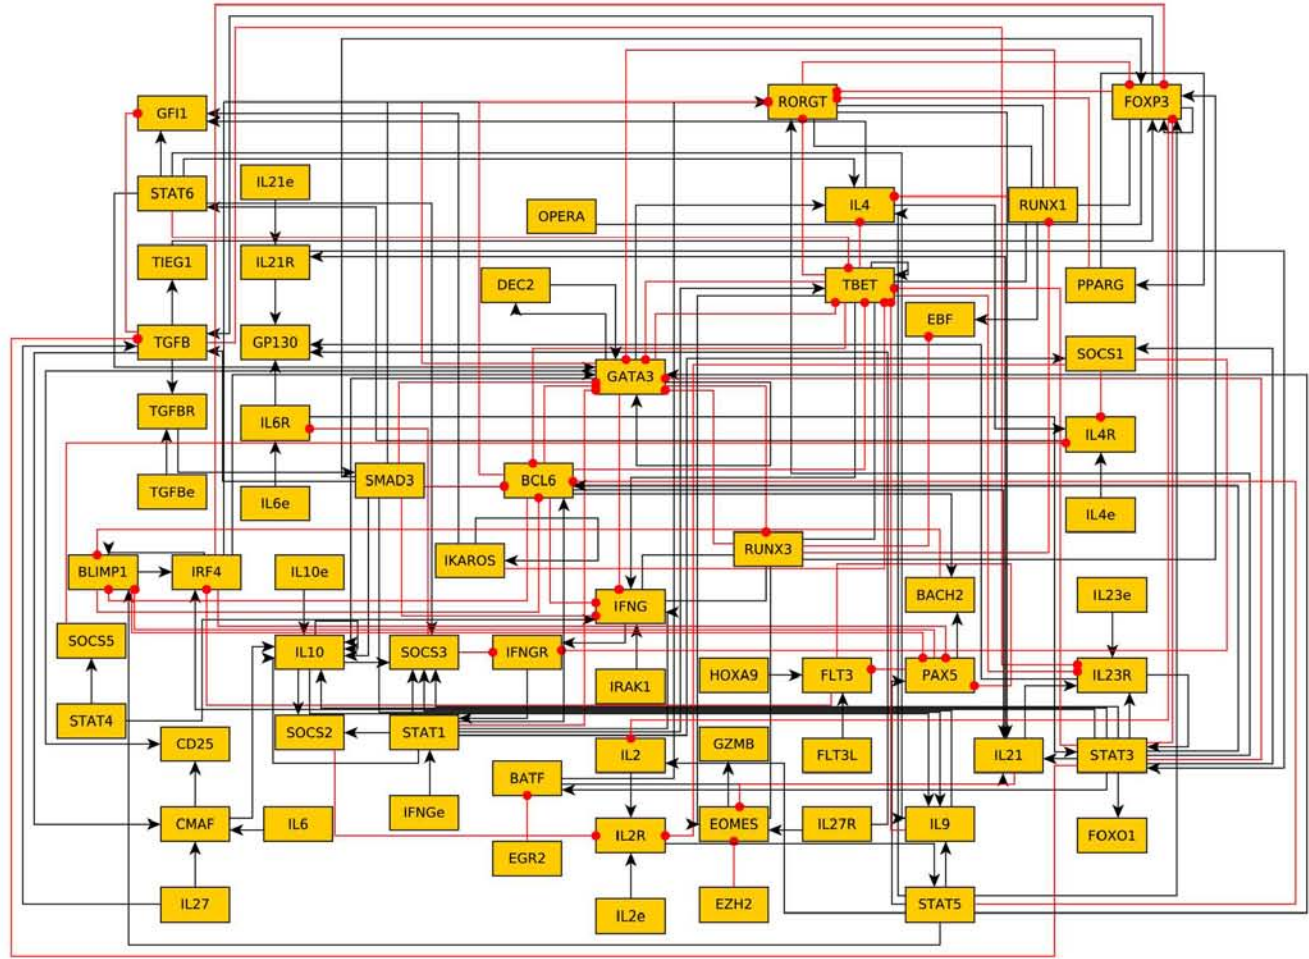 GFI1
RORGT
FOXP3
STAT6
IL21e
OPERA
IL4
RUNX1
TIEG1
IL21R
DEC2
TBET
PPARG
TGFB
GP130
EBF
SOCS1
GATA3
TGFBR
IL6R
IL4R
TGFBe
IL6e
SMAD3
BCL6
IL4e
BLIMP1
IRF4
IL10e
IKAROS
RUNX3
IFNG
BACH2
IL23e
SOCS5
IL10
SOCS3
IFNGR
IRAK1
HOXA9
FLT3
PAX5
IL23R
STAT4
CD25
SOCS2
STAT1
IL2
GZMB
FLT3L
IL21
STAT3
BATF
CMAF
IL6
IFNGe
IL2R
EOMES
IL27R
IL9
FOXO1
EGR2
IL27
IL2e
EZH2
STAT5